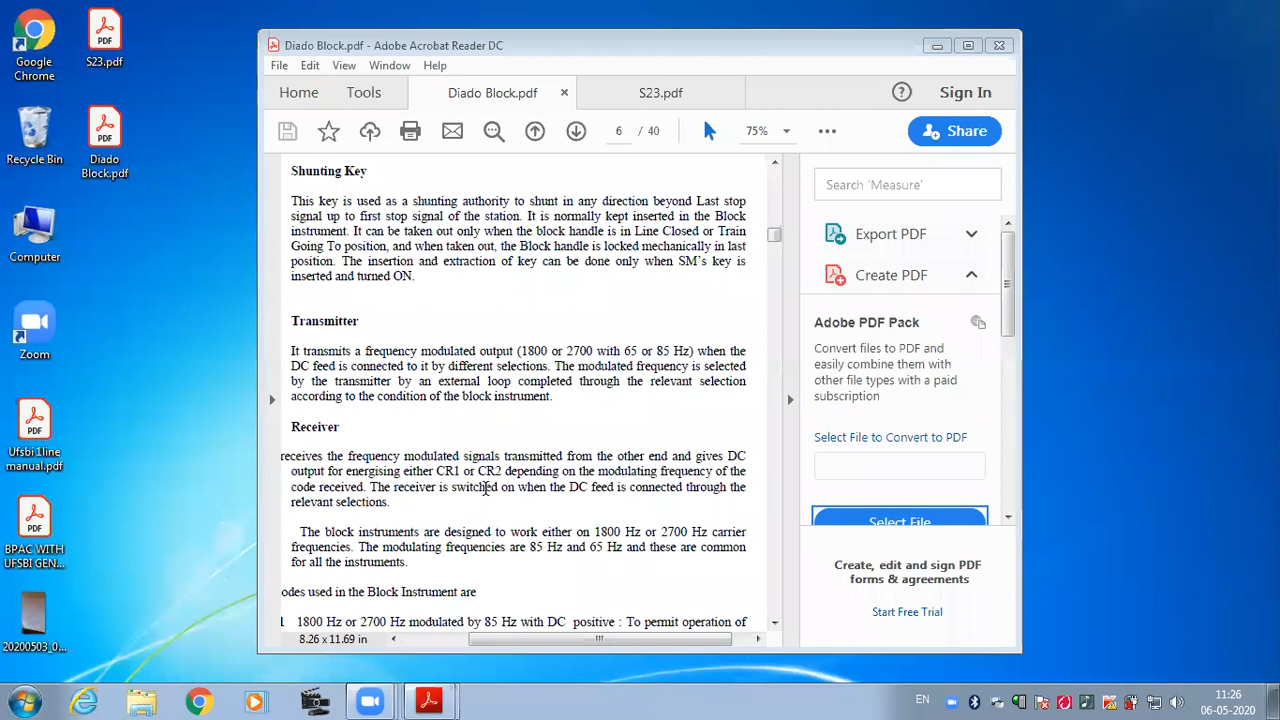 Google
Chrome
S23.pdf
Recycle Bin
Diado
Block.pdf
Computer
Zoom
Ufsbi 1line
manual.pdf
BPAC WITH
UFSBI GEN...
20200503_0...
Diado Block.pdf - Adobe Acrobat Reader DC
File Edit View Window Help
Home Tools Diado Block.pdf × S23.pdf ? Sign In
6 / 40 75% Share
Shunting Key
This key is used as a shunting authority to shunt in any direction beyond Last stop
signal up to first stop signal of the station. It is normally kept inserted in the Block
instrument. It can be taken out only when the block handle is in Line Closed or Train
Going To position, and when taken out, the Block handle is locked mechanically in last
position. The insertion and extraction of key can be done only when SM's key is
inserted and turned ON.
Transmitter
It transmits a frequency modulated output (1800 or 2700 with 65 or 85 Hz) when the
DC feed is connected to it by different selections. The modulated frequency is selected
by the transmitter by an external loop completed through the relevant selection
according to the condition of the block instrument.
Receiver
receives the frequency modulated signals transmitted from the other end and gives DC
output for energising either CR1 or CR2 depending on the modulating frequency of the
code received. The receiver is switched on when the DC feed is connected through the
relevant selections.
The block instruments are designed to work either on 1800 Hz or 2700 Hz carrier
frequencies. The modulating frequencies are 85 Hz and 65 Hz and these are common
for all the instruments.
odes used in the Block Instrument are
1 1800 Hz or 2700 Hz modulated by 85 Hz with DC positive : To permit operation of
8.26 x 11.69 in
Search 'Measure'
Export PDF
Create PDF
Adobe PDF Pack
Convert files to PDF and
easily combine them with
other file types with a paid
subscription
Select File to Convert to PDF
Select File
Create, edit and sign PDF
forms & agreements
Start Free Trial
EN
11:26
06-05-2020